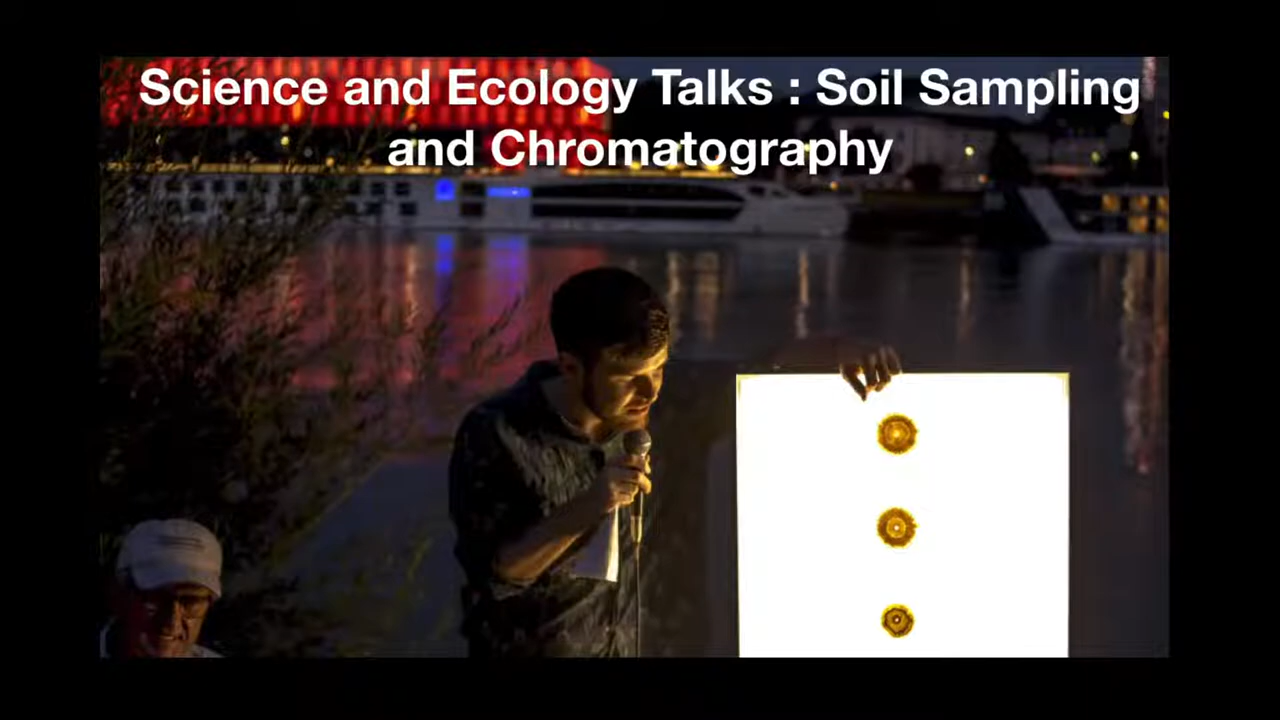 Science and Ecology Talks : Soil Sampling
and Chromatography